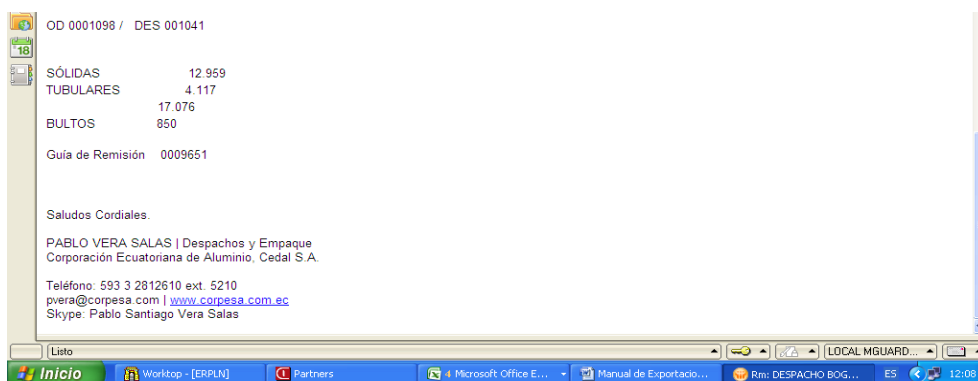 OD 0001098 / DES 001041
18
SÓLIDAS 12.959
TUBULARES 4.117
17.076
BULTOS 850
Guía de Remisión 0009651
Saludos Cordiales.
PABLO VERA SALAS | Despachos y Empaque
Corporación Ecuatoriana de Aluminio, Cedal S.A.
Teléfono: 593 3 2812610 ext. 5210
pvera@corpesa.com | www.corpesa.com.ec
Skype: Pablo Santiago Vera Salas
Listo
LOCAL MGUARD...
Inicio
Worktop - [ERPLN]
Partners
4 Microsoft Office E...
Manual de Exportacio...
Rm: DESPACHO BOG...
ES